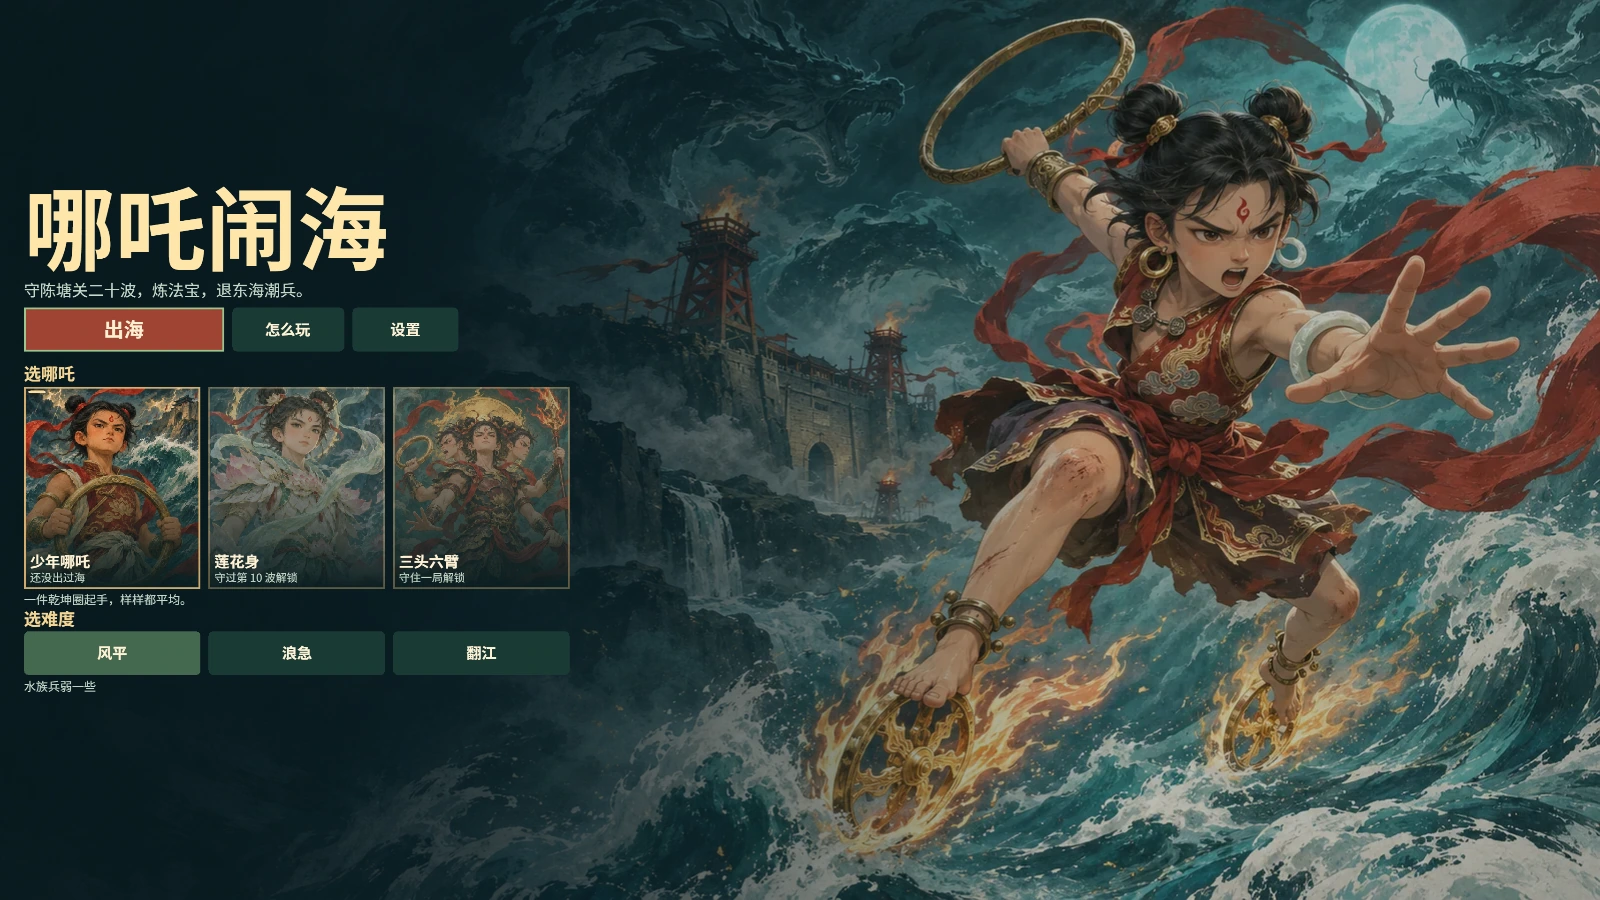 哪吒闹海
守陈塘关二十波，炼法宝，退东海潮兵。
出海 怎么玩 设置
选哪吒
少年哪吒 莲花身 三头六臂
还没出过海 守过第 10 波解锁 守住一局解锁
一件乾坤圈起手，样样都平均。
选难度
风平 浪急 翻江
水族兵弱一些